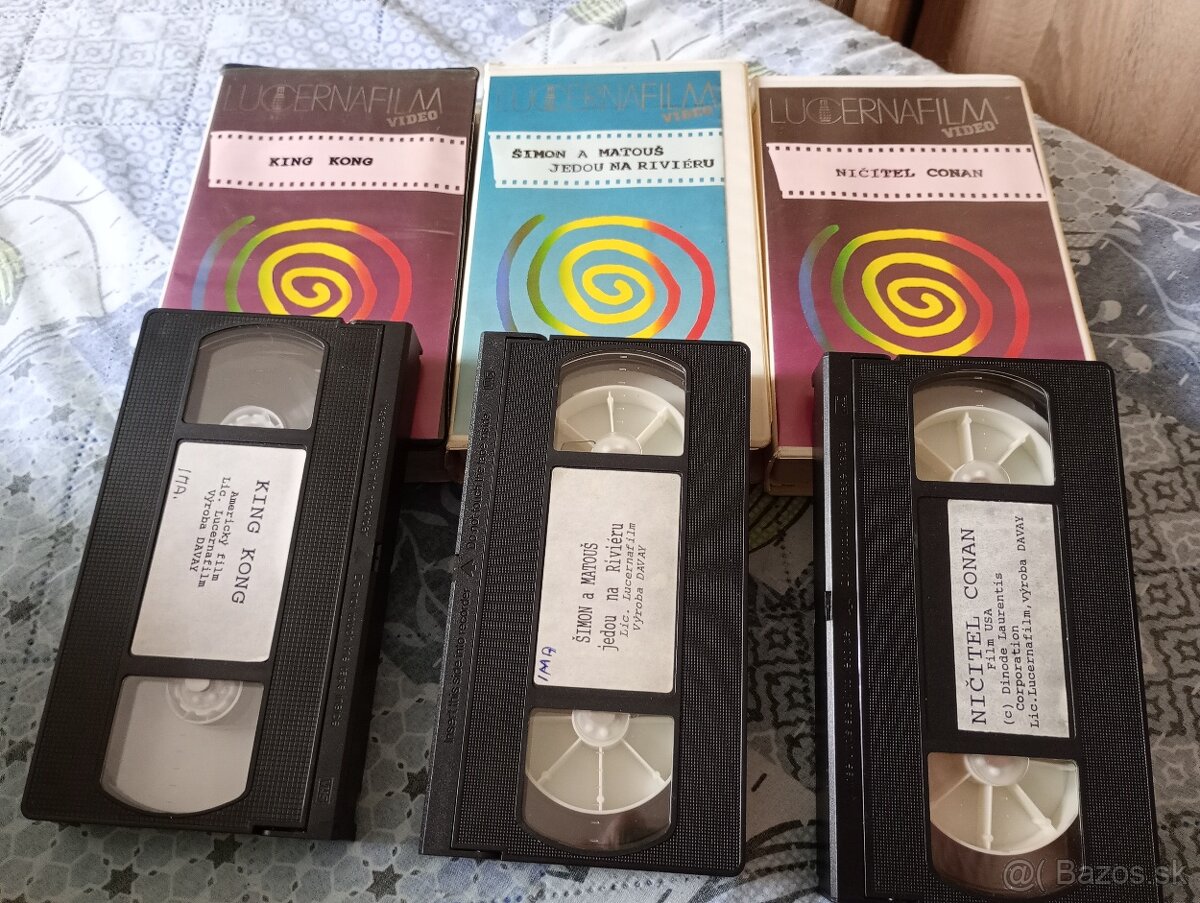 LUCERNAFILM
VIDEO
KING KONG
LUCERNAFILM
VIDEO
ŠIMON A MATOUŠ
JEDOU NA RIVIÉRU
LUCERNAFILM
VIDEO
NIČITEL CONAN
KING KONG
Americký film
Lic. Lucernafilm
Výroba DAVAY
IMA.
ŠIMON a MATOUŠ
jedou na Riviéru
Lic. Lucernafilm
Výroba DAVAY
IMA
NIČITEL CONAN
Film USA
(c) Dinode Laurentis
Corporation
Lic.Lucernafilm,výroba DAVAY
@( Bazos.sk